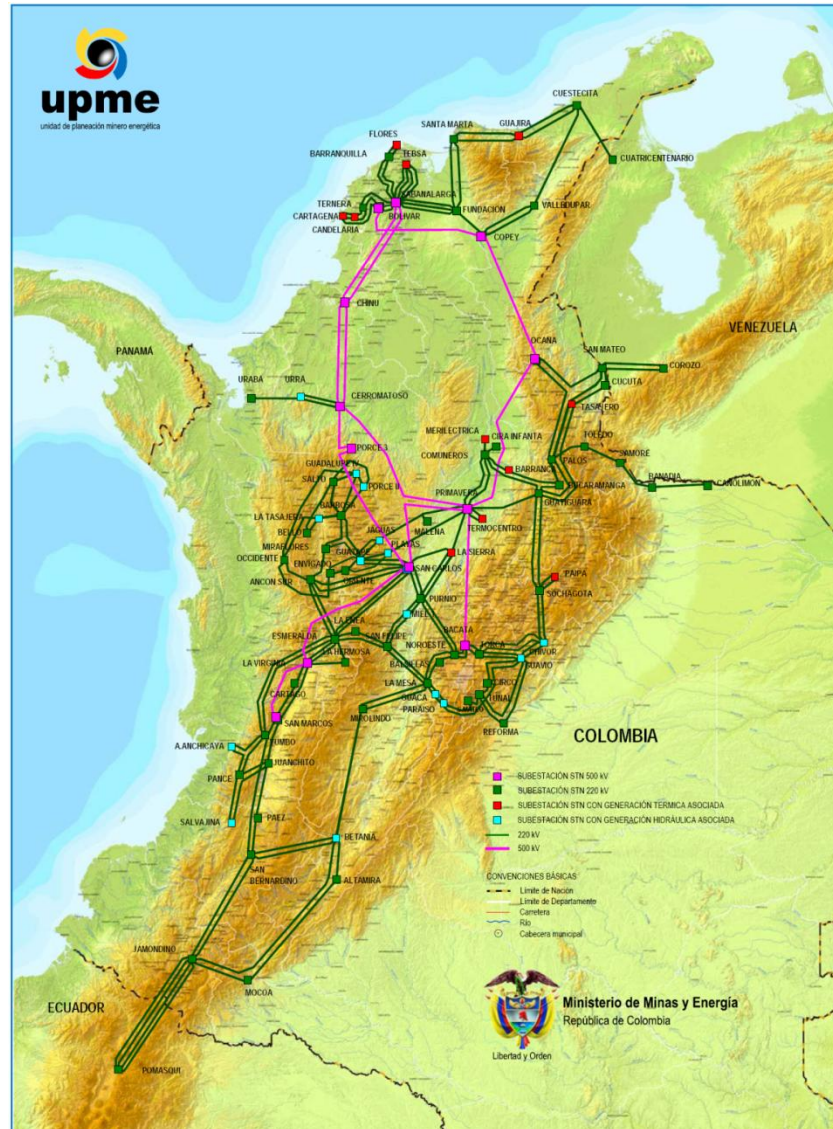 upme
unidad de planeación minero energética
CUESTECITA
SANTA MARTA
GUAJIRA
FLORES
BARRANQUILLA
TEBSA
CUATRICENTENARIO
SABANALARGA
TERNERA
CARTAGENA
CANDELARIA
BOLIVAR
FUNDACION
VALLEDUPAR
COPEY
CHINU
VENEZUELA
OCAÑA
SAN MATEO
COROZO
CUCUTA
PANAMÁ
URABÁ
URRÁ
CERROMATOSO
TASAJERO
MERILECTRICA
CIRA INFANTA
TOLEDO
COMUNEROS
PORCE 3
SAMORÉ
PALOS
GUADALUPE IV
SALTO
PORCE II
BARRANCA
BUCARAMANGA
BANADIA
CAÑOLIMON
PRIMAVERA
GUATIGUARA
LA TASAJERA
BARBOSA
BELLO
JAGUAS
MALENA
TERMOCENTRO
MIRAFLORES
PLAYAS
OCCIDENTE
GUATAPE
ENVIGADO
LA SIERRA
ANCON SUR
ORIENTE
SAN CARLOS
PAIPA
SOCHAGOTA
PURNIO
LA ENEA
MIEL
ESMERALDA
SAN FELIPE
NOROESTE
BACATA
TORCA
CHIVOR
LA VIRGINIA
LA HERMOSA
BALSILLAS
GUAVIO
LA MESA
CIRCO
CARTAGO
GUACA
TUNAL
PARAISO
MIROLINDO
SAN MARCOS
REFORMA
COLOMBIA
YUMBO
A.ANCHICAYA
JUANCHITO
PANCE
SALVAJINA
PAEZ
BETANIA
SAN
BERNARDINO
ALTAMIRA
JAMONDINO
MOCOA
ECUADOR
POMASQUI
SUBESTACIÓN STN 500 kV
SUBESTACIÓN STN 220 kV
SUBESTACIÓN STN CON GENERACIÓN TERMICA ASOCIADA
SUBESTACIÓN STN CON GENERACIÓN HIDRÁULICA ASOCIADA
220 kV
500 kV
CONVENCIONES BÁSICAS
Límite de Nación
Límite de Departamento
Carretera
Río
Cabecera municipal
Ministerio de Minas y Energía
República de Colombia
Libertad y Orden